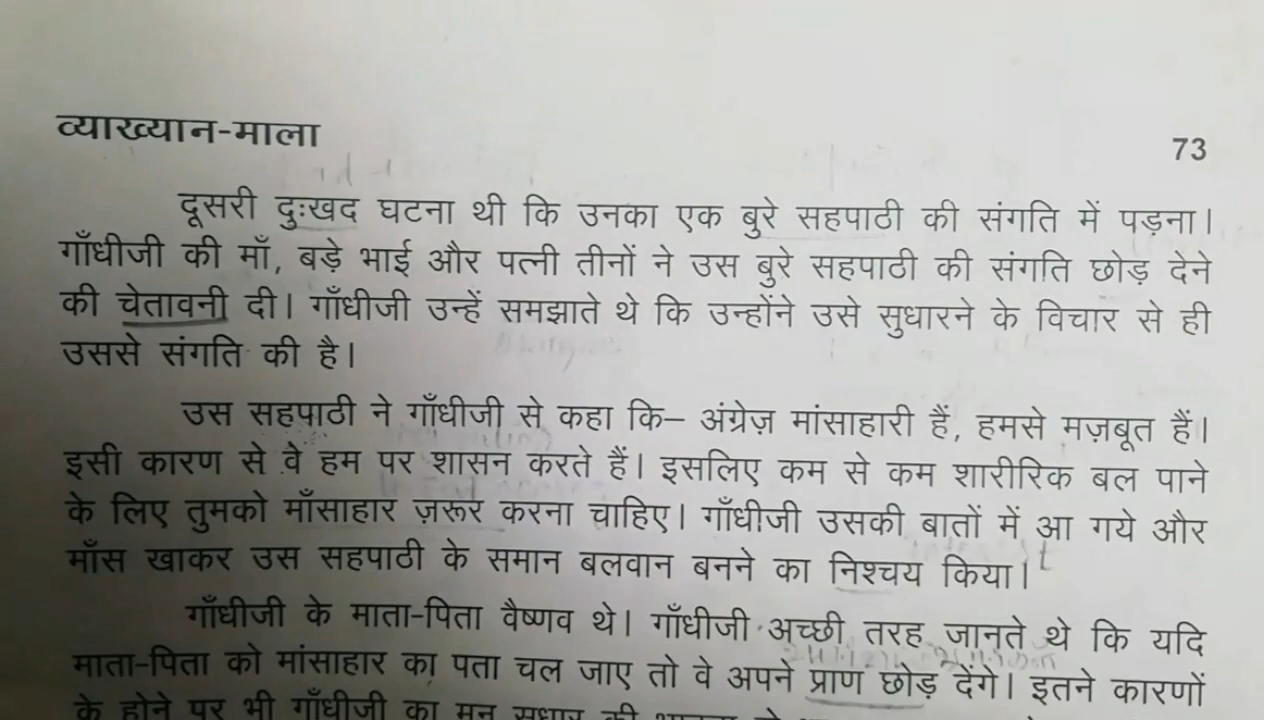 व्याख्यान-माला
73
दूसरी दुःखद घटना थी कि उनका एक बुरे सहपाठी की संगति में पड़ना।
गाँधीजी की माँ, बड़े भाई और पत्नी तीनों ने उस बुरे सहपाठी की संगति छोड़ देने
की चेतावनी दी। गाँधीजी उन्हें समझाते थे कि उन्होंने उसे सुधारने के विचार से ही
उससे संगति की है।
उस सहपाठी ने गाँधीजी से कहा कि– अंग्रेज़ मांसाहारी हैं, हमसे मज़बूत हैं।
इसी कारण से वे हम पर शासन करते हैं। इसलिए कम से कम शारीरिक बल पाने
के लिए तुमको माँसाहार ज़रूर करना चाहिए। गाँधीजी उसकी बातों में आ गये और
माँस खाकर उस सहपाठी के समान बलवान बनने का निश्चय किया।
गाँधीजी के माता-पिता वैष्णव थे। गाँधीजी अच्छी तरह जानते थे कि यदि
माता-पिता को मांसाहार का पता चल जाए तो वे अपने प्राण छोड़ देंगे। इतने कारणों
के होने पर भी गाँधीजी का मन सुधार की